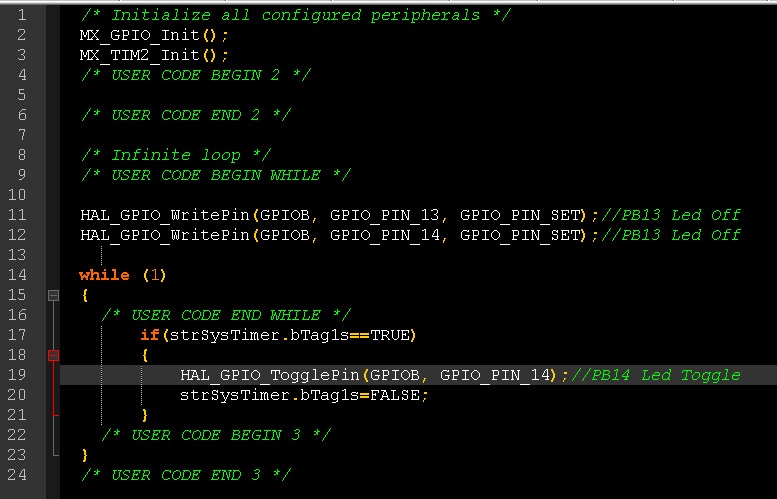 1 /* Initialize all configured peripherals */
2 MX_GPIO_Init();
3 MX_TIM2_Init();
4 /* USER CODE BEGIN 2 */
5
6 /* USER CODE END 2 */
7
8 /* Infinite loop */
9 /* USER CODE BEGIN WHILE */
10
11 HAL_GPIO_WritePin(GPIOB, GPIO_PIN_13, GPIO_PIN_SET);//PB13 Led Off
12 HAL_GPIO_WritePin(GPIOB, GPIO_PIN_14, GPIO_PIN_SET);//PB13 Led Off
13
14 while (1)
15 {
16 /* USER CODE END WHILE */
17 if(strSysTimer.bTag1s==TRUE)
18 {
19 HAL_GPIO_TogglePin(GPIOB, GPIO_PIN_14);//PB14 Led Toggle
20 strSysTimer.bTag1s=FALSE;
21 }
22 /* USER CODE BEGIN 3 */
23 }
24 /* USER CODE END 3 */